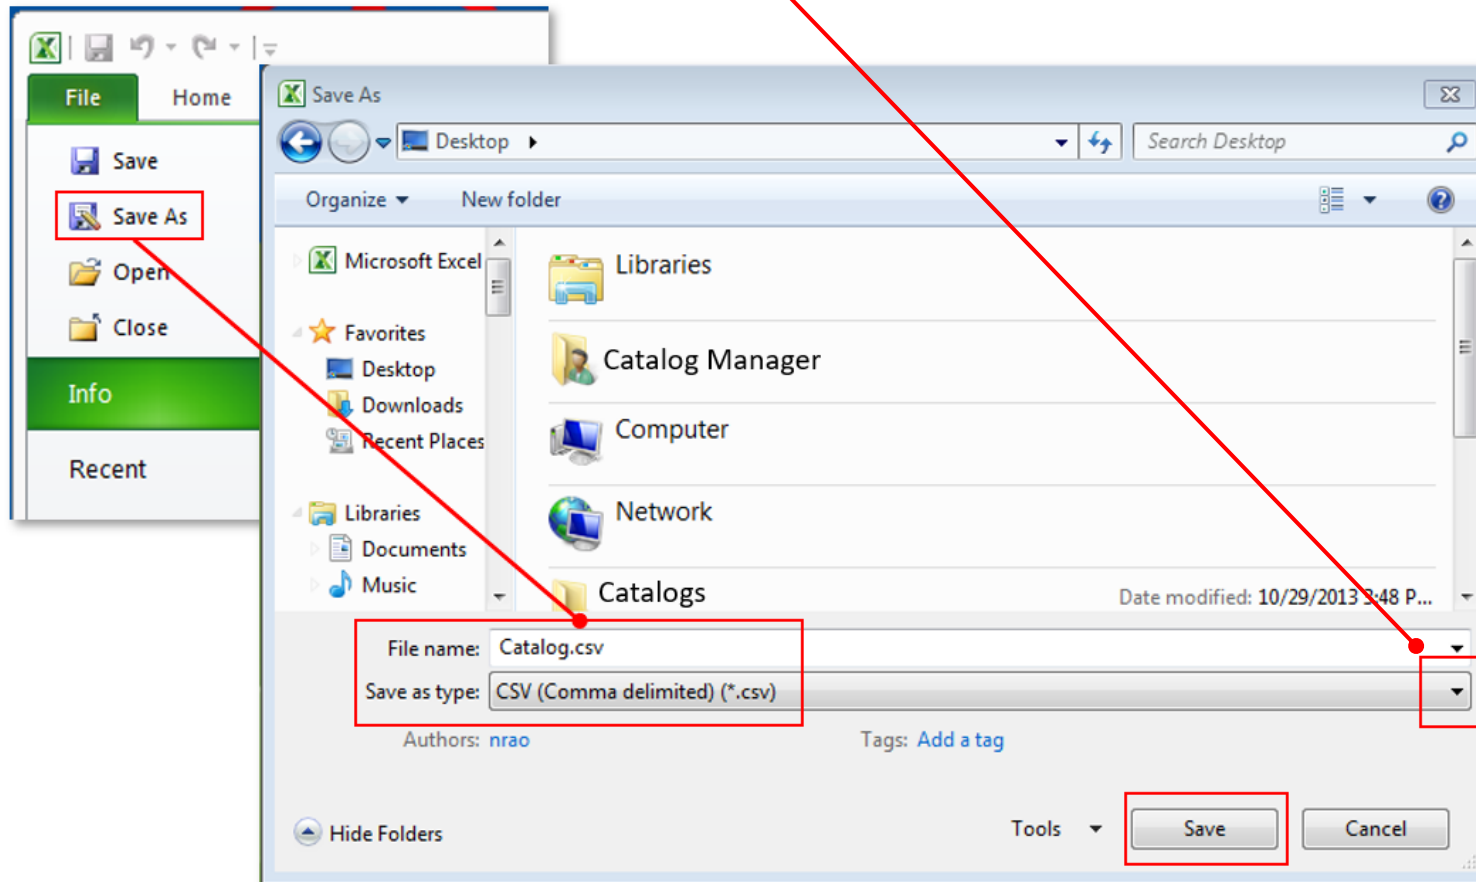 File Home
Save
Save As
Open
Close
Info
Recent
Save As
Desktop
Search Desktop
Organize New folder
Microsoft Excel
Favorites
Desktop
Downloads
Recent Places
Libraries
Documents
Music
Libraries
Catalog Manager
Computer
Network
Catalogs
Date modified: 10/29/2013 3:48 P...
File name: Catalog.csv
Save as type: CSV (Comma delimited) (*.csv)
Authors: nrao Tags: Add a tag
Hide Folders Tools Save Cancel